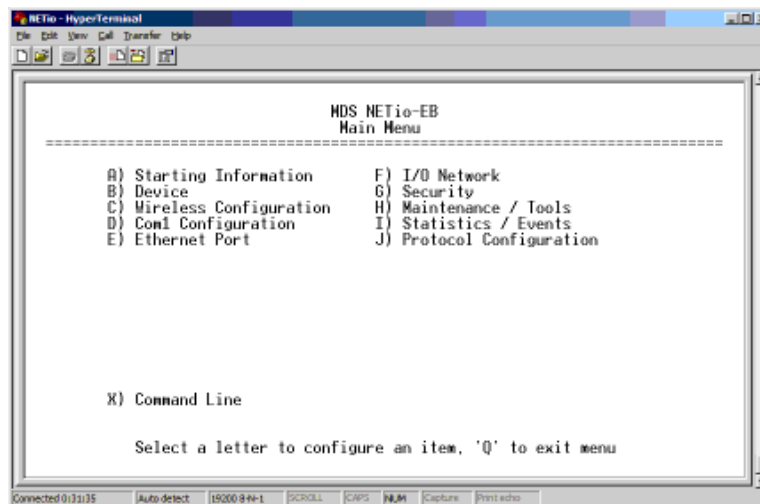 NETio - HyperTerminal
File Edit View Call Transfer Help
MDS NETio-EB
Main Menu
================================================================================
A) Starting Information F) I/O Network
B) Device G) Security
C) Wireless Configuration H) Maintenance / Tools
D) Com1 Configuration I) Statistics / Events
E) Ethernet Port J) Protocol Configuration
X) Command Line
Select a letter to configure an item, 'Q' to exit menu
Connected 0:31:35 Auto detect 19200 8-N-1 SCROLL CAPS NUM Capture Print echo